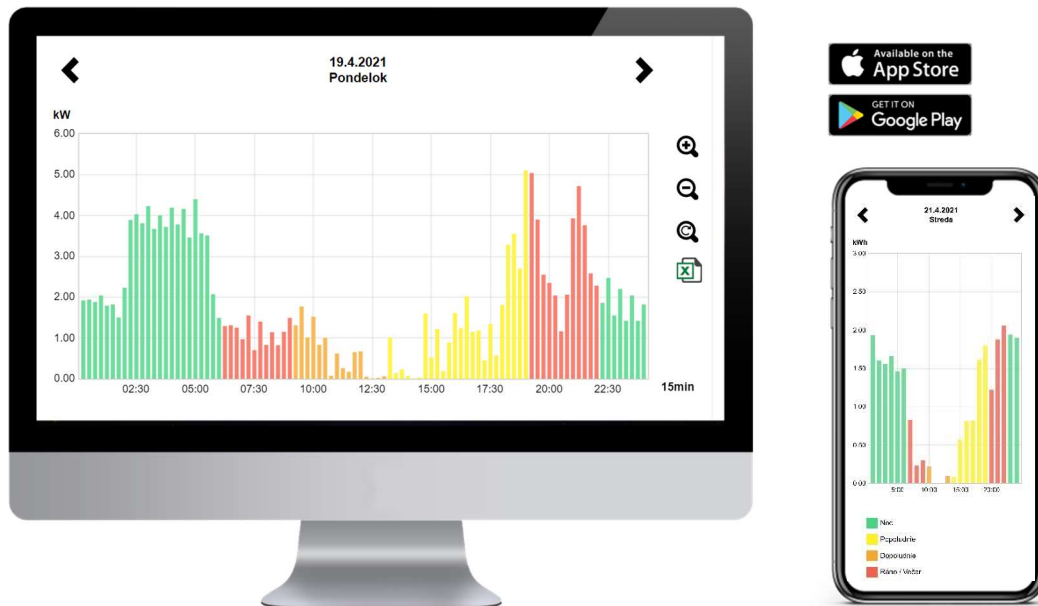 19.4.2021
Pondelok
kW
6.00
5.00
4.00
3.00
2.00
1.00
0.00
02:30 05:00 07:30 10:00 12:30 15:00 17:30 20:00 22:30
15min
Available on the
App Store
GET IT ON
Google Play
21.4.2021
Streda
kWh
3.00
2.50
2.00
1.50
1.00
0.50
0.00
5:00 10:00 15:00 20:00
Noc
Popoludnie
Dopoludnie
Ráno / Večer